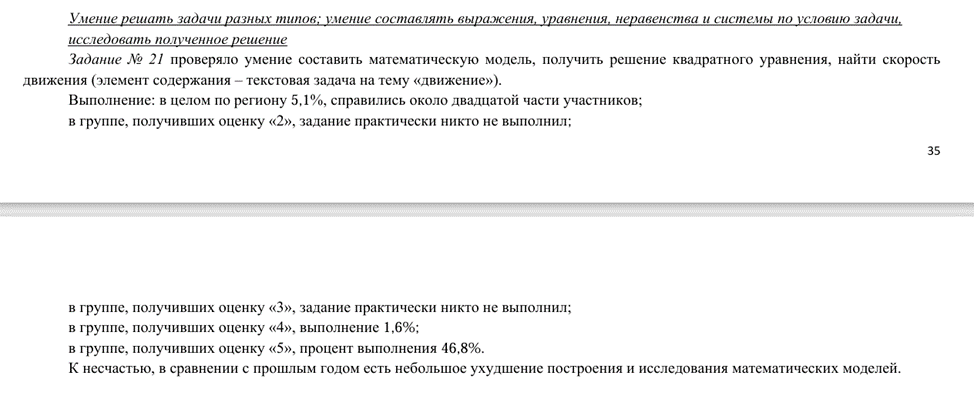 Умение решать задачи разных типов; умение составлять выражения, уравнения, неравенства и системы по условию задачи,
исследовать полученное решение
Задание № 21 проверяло умение составить математическую модель, получить решение квадратного уравнения, найти скорость
движения (элемент содержания – текстовая задача на тему «движение»).
Выполнение: в целом по региону 5,1%, справились около двадцатой части участников;
в группе, получивших оценку «2», задание практически никто не выполнил;
35
в группе, получивших оценку «3», задание практически никто не выполнил;
в группе, получивших оценку «4», выполнение 1,6%;
в группе, получивших оценку «5», процент выполнения 46,8%.
К несчастью, в сравнении с прошлым годом есть небольшое ухудшение построения и исследования математических моделей.